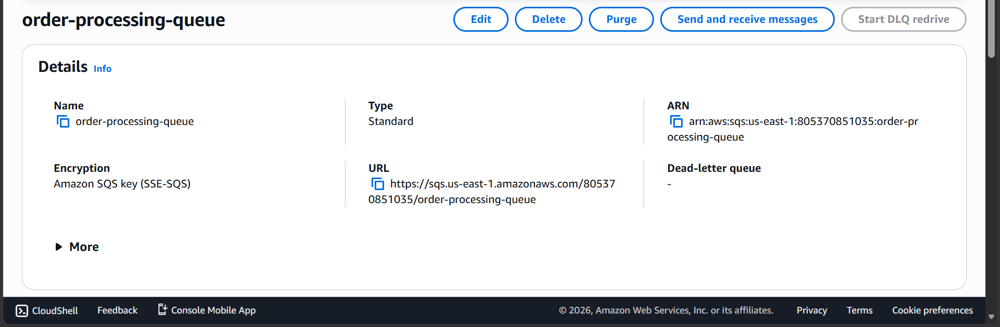 order-processing-queue
Edit
Delete
Purge
Send and receive messages
Start DLQ redrive
Details Info
Name
order-processing-queue
Type
Standard
ARN
arn:aws:sqs:us-east-1:805370851035:order-pr
ocessing-queue
Encryption
Amazon SQS key (SSE-SQS)
URL
https://sqs.us-east-1.amazonaws.com/80537
0851035/order-processing-queue
Dead-letter queue
-
More
CloudShell
Feedback
Console Mobile App
© 2026, Amazon Web Services, Inc. or its affiliates.
Privacy
Terms
Cookie preferences